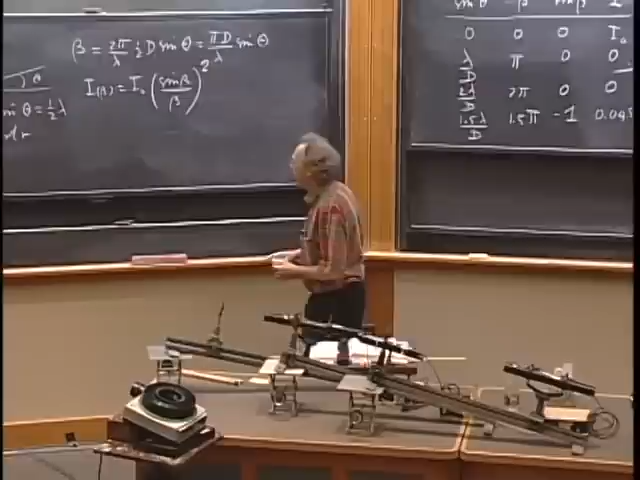 β = 2π/λ ½ D sin θ = πD/λ sin θ
I(β) = I₀ (sin β / β)²
θ
sin θ = ½ λ
sin θ β sin β I
0 0 0 I₀
λ/D π 0 0
2λ/D 2π 0 0
1.5λ/D 1.5π -1 0.045